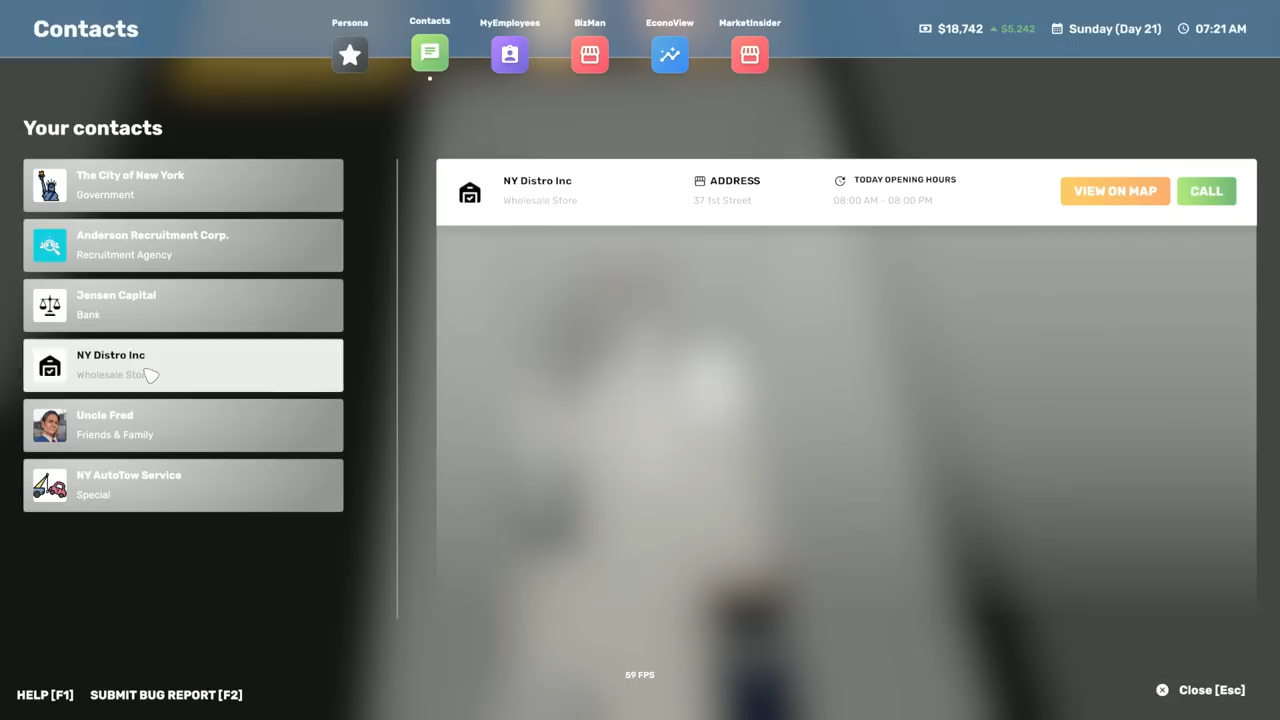 Contacts
Persona
Contacts
MyEmployees
BizMan
EconoView
MarketInsider
$18,742 $5,242
Sunday (Day 21)
07:21 AM
Your contacts
The City of New York
Government
Anderson Recruitment Corp.
Recruitment Agency
Jensen Capital
Bank
NY Distro Inc
Wholesale Store
Uncle Fred
Friends & Family
NY AutoTow Service
Special
NY Distro Inc
Wholesale Store
ADDRESS
37 1st Street
TODAY OPENING HOURS
08:00 AM - 08:00 PM
VIEW ON MAP
CALL
59 FPS
HELP [F1]
SUBMIT BUG REPORT [F2]
Close [Esc]